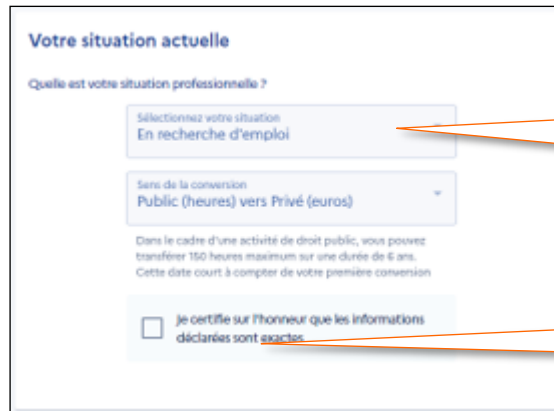 Votre situation actuelle
Quelle est votre situation professionnelle ?
Sélectionnez votre situation
En recherche d'emploi
Sens de la conversion
Public (heures) vers Privé (euros)
Dans le cadre d'une activité de droit public, vous pouvez
transférer 150 heures maximum sur une durée de 6 ans.
Cette date court à compter de votre première conversion
Je certifie sur l'honneur que les informations
déclarées sont exactes